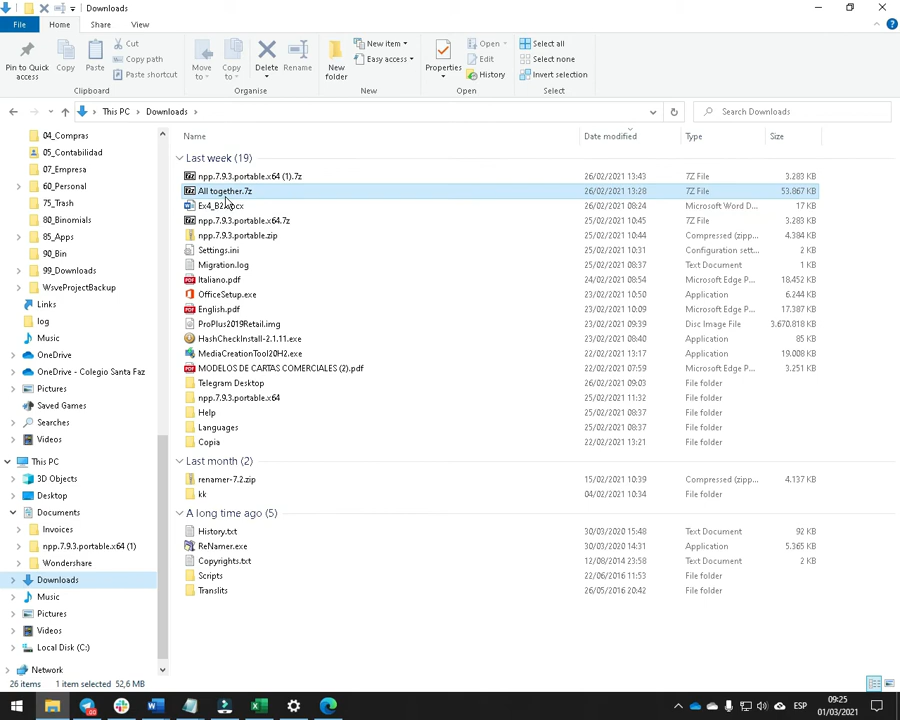 Downloads
File Home Share View
Pin to Quick access
Copy
Paste
Cut
Copy path
Paste shortcut
Clipboard
Move to
Copy to
Delete
Rename
Organise
New folder
New item
Easy access
New
Properties
Open
Edit
History
Open
Select all
Select none
Invert selection
Select
This PC > Downloads >
Search Downloads
04_Compras
05_Contabilidad
07_Empresa
60_Personal
75_Trash
80_Binomials
85_Apps
90_Bin
99_Downloads
WsveProjectBackup
Links
log
Music
OneDrive
OneDrive - Colegio Santa Faz
Pictures
Saved Games
Searches
Videos
This PC
3D Objects
Desktop
Documents
Invoices
npp.7.9.3.portable.x64 (1)
Wondershare
Downloads
Music
Pictures
Videos
Local Disk (C:)
Network
Name Date modified Type Size
Last week (19)
npp.7.9.3.portable.x64 (1).7z 26/02/2021 13:43 7Z File 3.283 KB
All together.7z 26/02/2021 13:28 7Z File 53.867 KB
26/02/2021 08:24 Microsoft Word D... 17 KB
npp.7.9.3.portable.x64.7z 25/02/2021 10:45 7Z File 3.283 KB
npp.7.9.3.portable.zip 25/02/2021 10:44 Compressed (zipp... 4.384 KB
Settings.ini 25/02/2021 10:31 Configuration sett... 2 KB
Migration.log 25/02/2021 08:37 Text Document 1 KB
Italiano.pdf 24/02/2021 08:54 Microsoft Edge P... 18.452 KB
OfficeSetup.exe 23/02/2021 10:50 Application 6.244 KB
English.pdf 23/02/2021 10:09 Microsoft Edge P... 17.387 KB
ProPlus2019Retail.img 23/02/2021 09:39 Disc Image File 3.670.818 KB
HashCheckInstall-2.1.11.exe 23/02/2021 08:40 Application 85 KB
MediaCreationTool20H2.exe 22/02/2021 13:17 Application 19.008 KB
MODELOS DE CARTAS COMERCIALES (2).pdf 22/02/2021 07:59 Microsoft Edge P... 3.251 KB
Telegram Desktop 26/02/2021 09:03 File folder
npp.7.9.3.portable.x64 25/02/2021 11:32 File folder
Help 25/02/2021 08:37 File folder
Languages 25/02/2021 08:37 File folder
Copia 22/02/2021 13:21 File folder
Last month (2)
renamer-7.2.zip 15/02/2021 10:39 Compressed (zipp... 4.137 KB
kk 04/02/2021 10:34 File folder
A long time ago (5)
History.txt 30/03/2020 15:48 Text Document 92 KB
ReNamer.exe 30/03/2020 14:31 Application 5.365 KB
Copyrights.txt 12/08/2014 23:58 Text Document 2 KB
Scripts 22/06/2016 11:53 File folder
Translits 26/05/2016 20:42 File folder
26 items 1 item selected 52,6 MB
ESP
09:25
01/03/2021